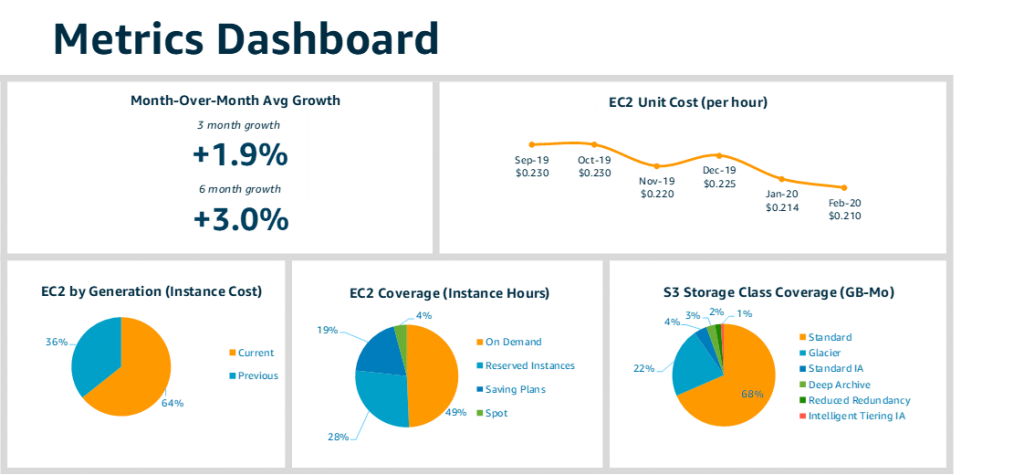 Metrics Dashboard
Month-Over-Month Avg Growth
3 month growth
+1.9%
6 month growth
+3.0%
EC2 Unit Cost (per hour)
Sep-19
$0.230
Oct-19
$0.230
Nov-19
$0.220
Dec-19
$0.225
Jan-20
$0.214
Feb-20
$0.210
EC2 by Generation (Instance Cost)
36%
64%
Current
Previous
EC2 Coverage (Instance Hours)
4%
19%
28%
49%
On Demand
Reserved Instances
Saving Plans
Spot
S3 Storage Class Coverage (GB-Mo)
4%
3%
2%
1%
22%
68%
Standard
Glacier
Standard IA
Deep Archive
Reduced Redundancy
Intelligent Tiering IA